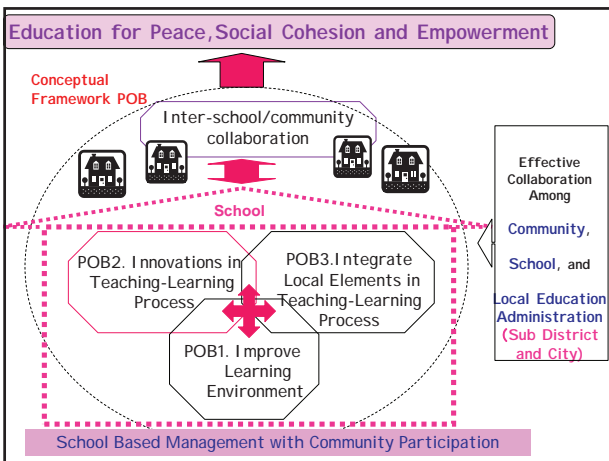 Education for Peace,Social Cohesion and Empowerment
Conceptual
Framework POB
Inter-school/community
collaboration
School
POB2. Innovations in
Teaching-Learning
Process
POB3.Integrate
Local Elements in
Teaching-Learning
Process
POB1. Improve
Learning
Environment
School Based Management with Community Participation
Effective
Collaboration
Among
Community,
School, and
Local Education
Administration
(Sub District
and City)